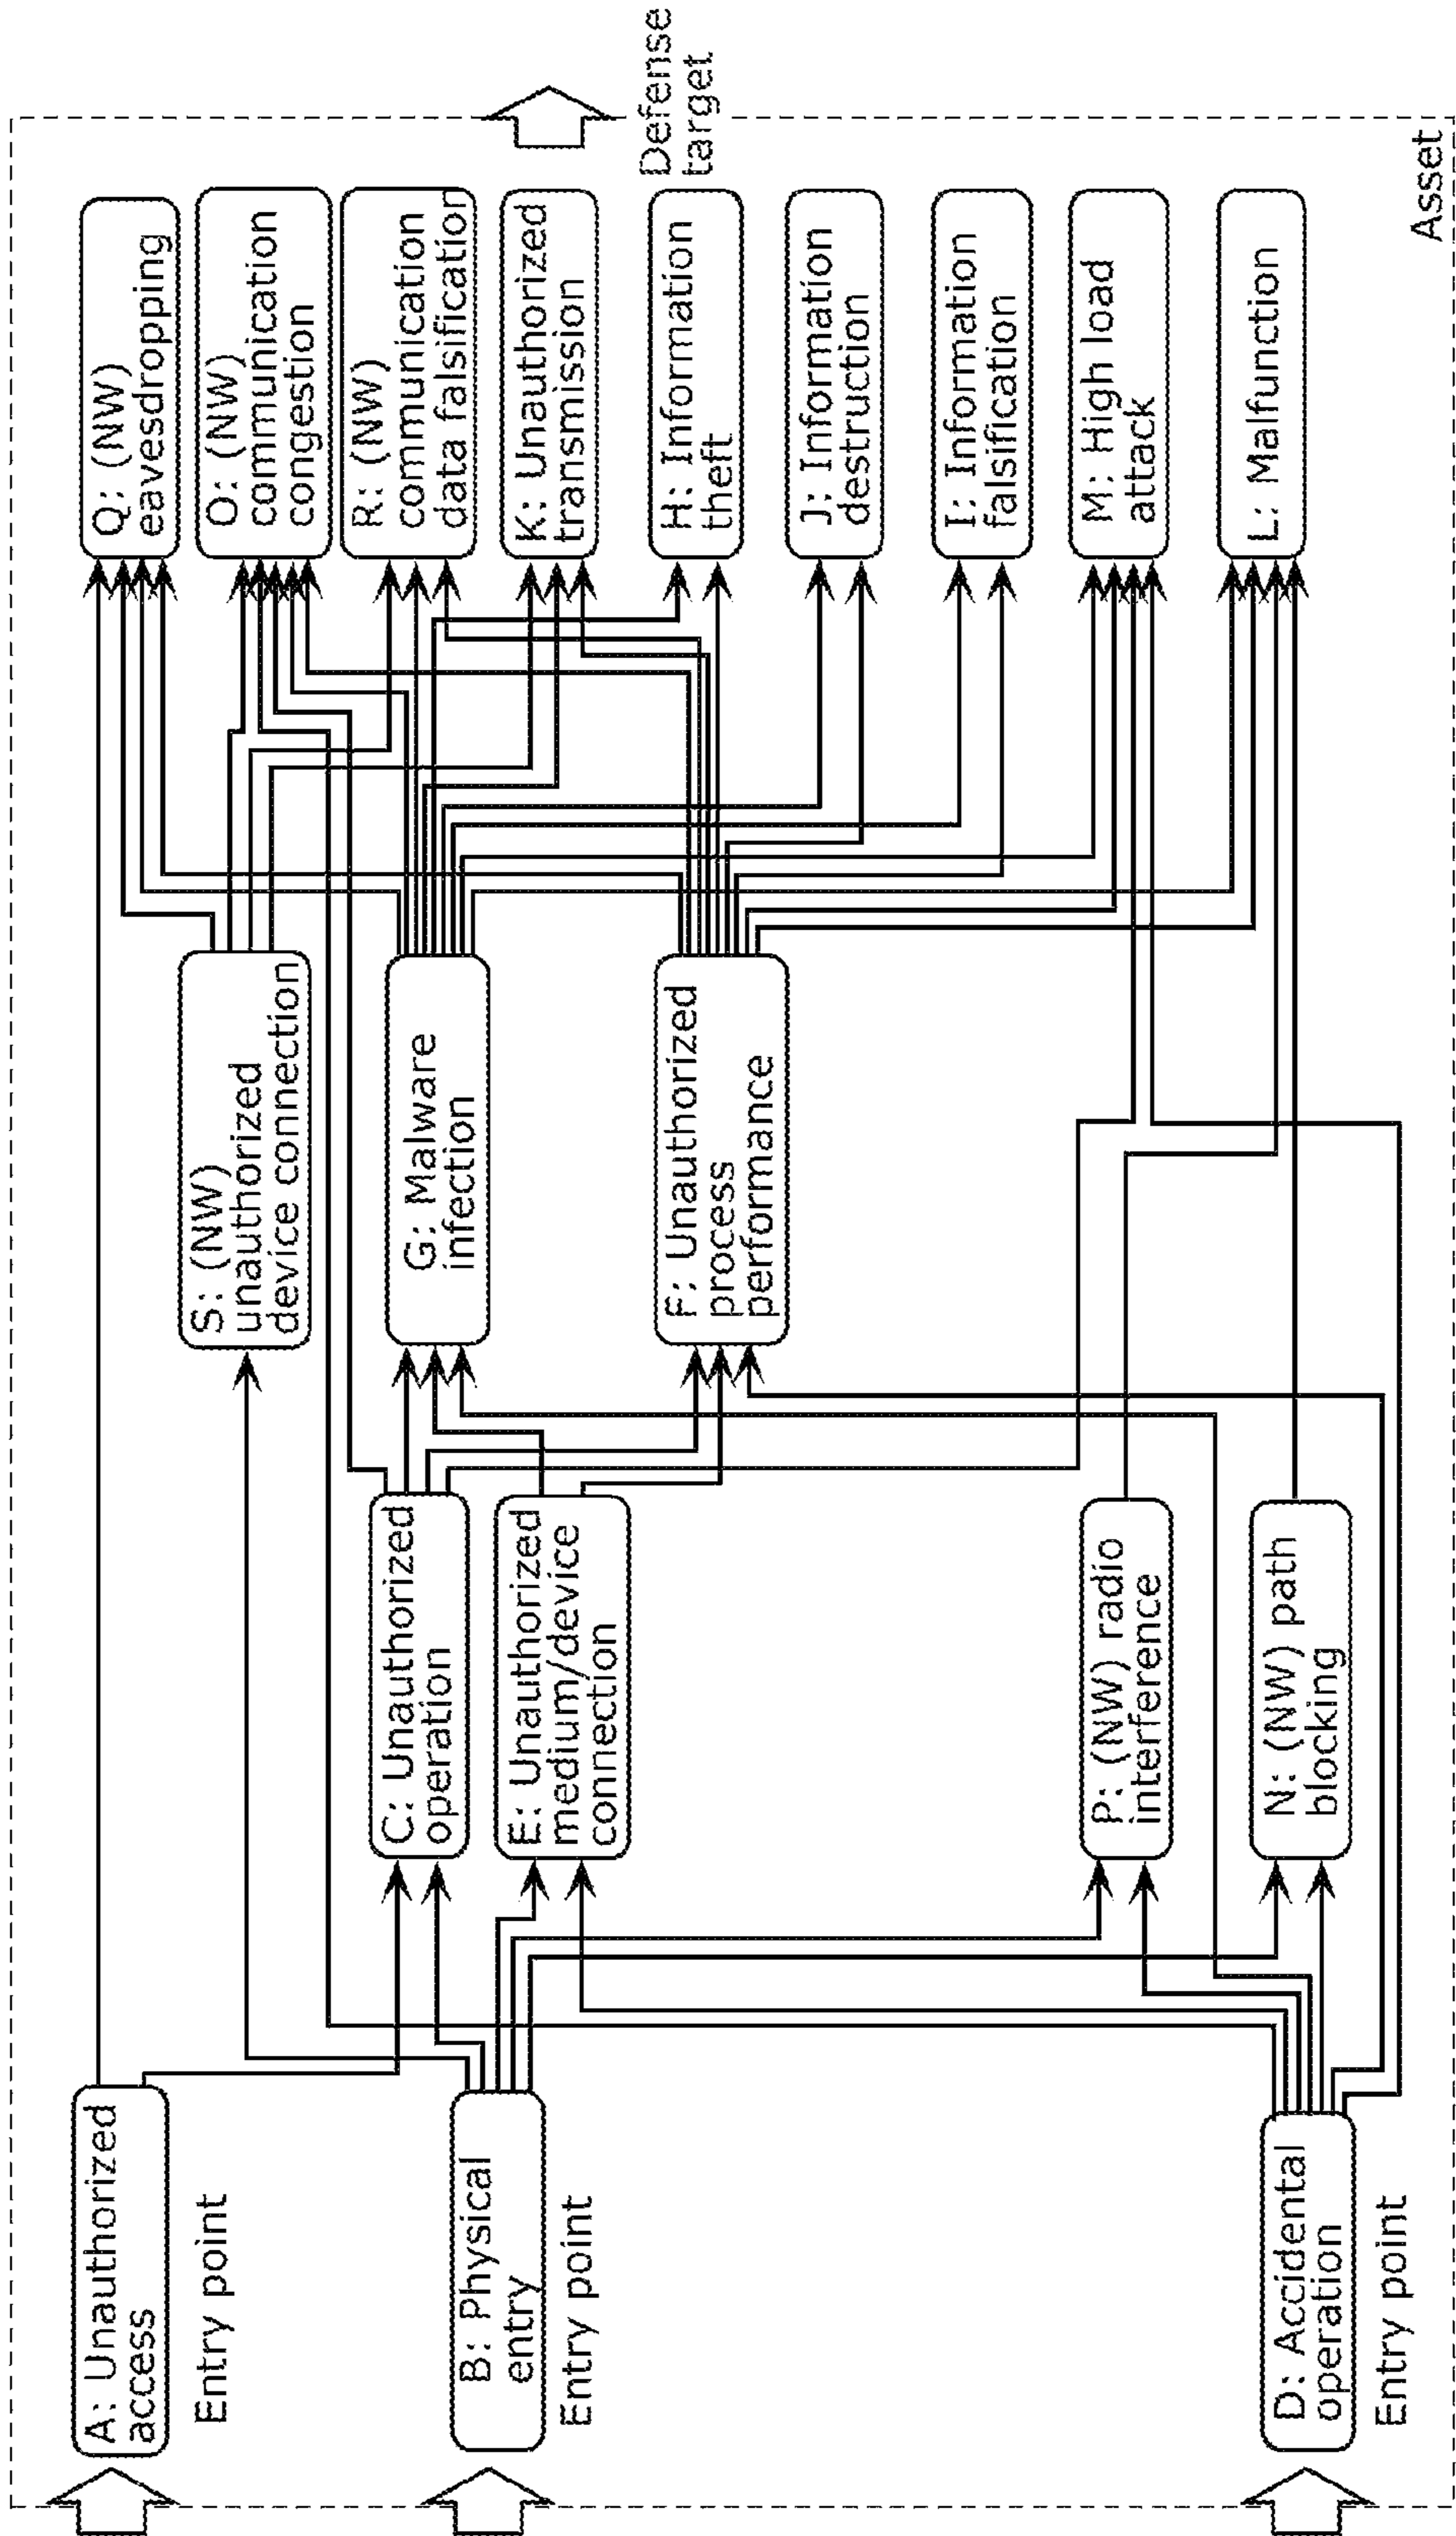 A: Unauthorized
access
Entry point
B: Physical
entry
Entry point
D: Accidental
operation
Entry point
C: Unauthorized
operation
E: Unauthorized
medium/device
connection
P: (NW) radio
interference
N: (NW) path
blocking
S: (NW)
unauthorized
device connection
G: Malware
infection
F: Unauthorized
process
performance
Q: (NW)
eavesdropping
O: (NW)
communication
congestion
R: (NW)
communication
data falsification
K: Unauthorized
transmission
H: Information
theft
J: Information
destruction
I: Information
falsification
M: High load
attack
L: Malfunction
Defense
target
Asset